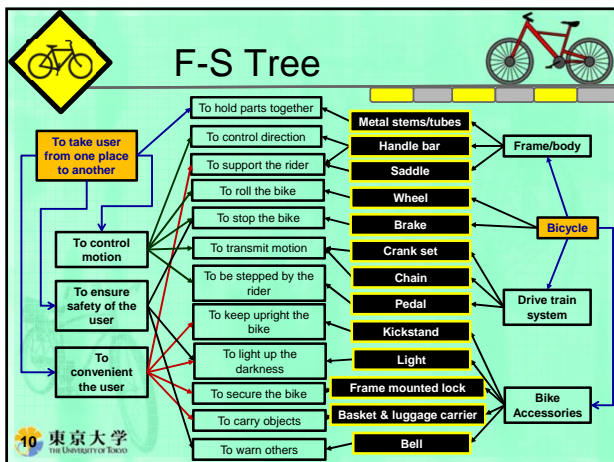 F-S Tree
To take user
from one place
to another
To control
motion
To ensure
safety of the
user
To
convenient
the user
To hold parts together
To control direction
To support the rider
To roll the bike
To stop the bike
To transmit motion
To be stepped by the
rider
To keep upright the
bike
To light up the
darkness
To secure the bike
To carry objects
To warn others
Metal stems/tubes
Handle bar
Saddle
Wheel
Brake
Crank set
Chain
Pedal
Kickstand
Light
Frame mounted lock
Basket & luggage carrier
Bell
Frame/body
Bicycle
Drive train
system
Bike
Accessories
10
東京大学
THE UNIVERSITY OF TOKYO